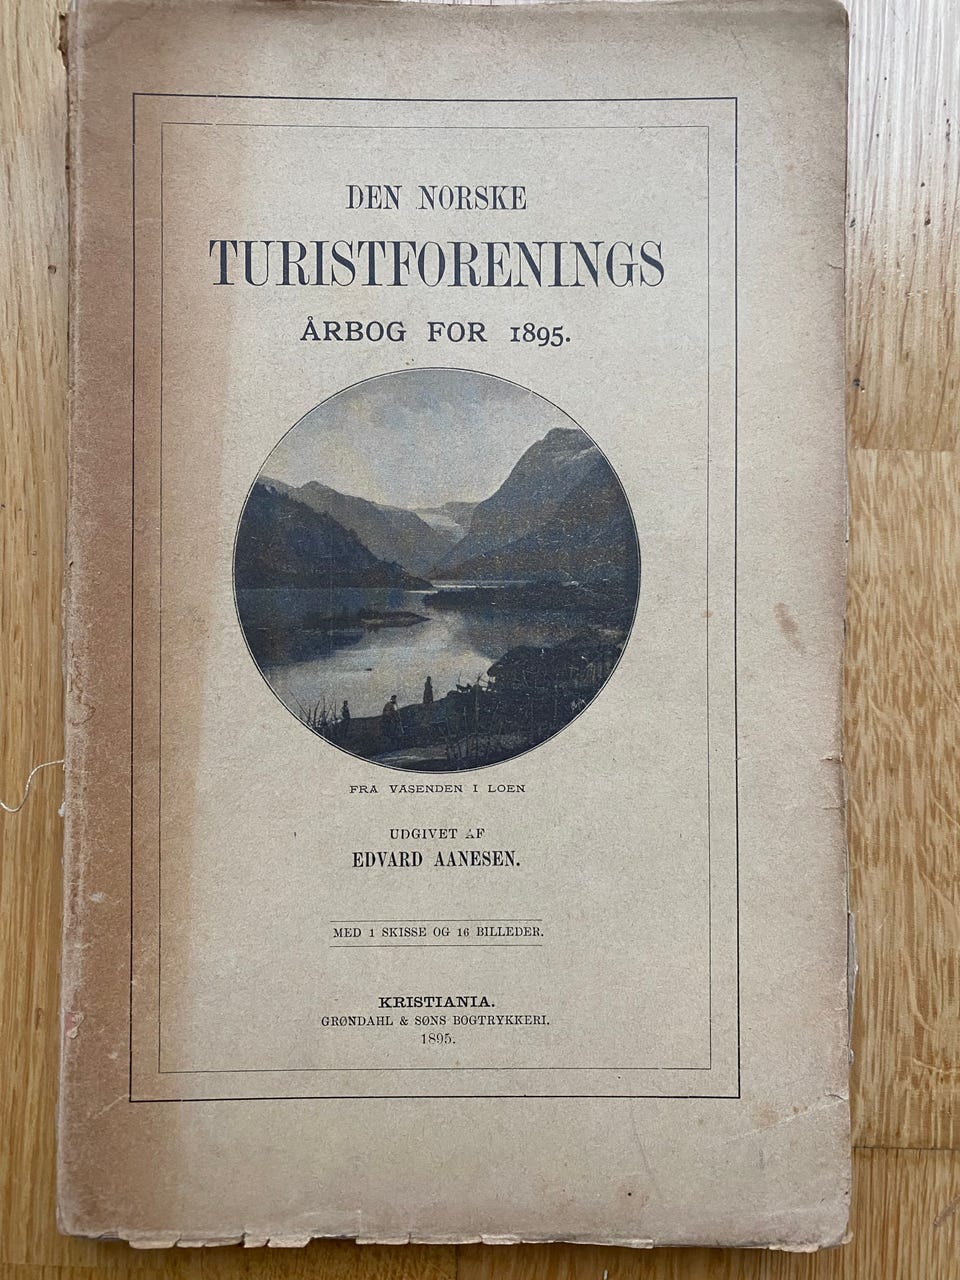 DEN NORSKE
TURISTFORENINGS
ÅRBOG FOR 1895.
FRA VASENDEN I LOEN
UDGIVET AF
EDVARD AANESEN.
MED 1 SKISSE OG 16 BILLEDER.
KRISTIANIA.
GRØNDAHL & SØNS BOGTRYKKERI.
1895.